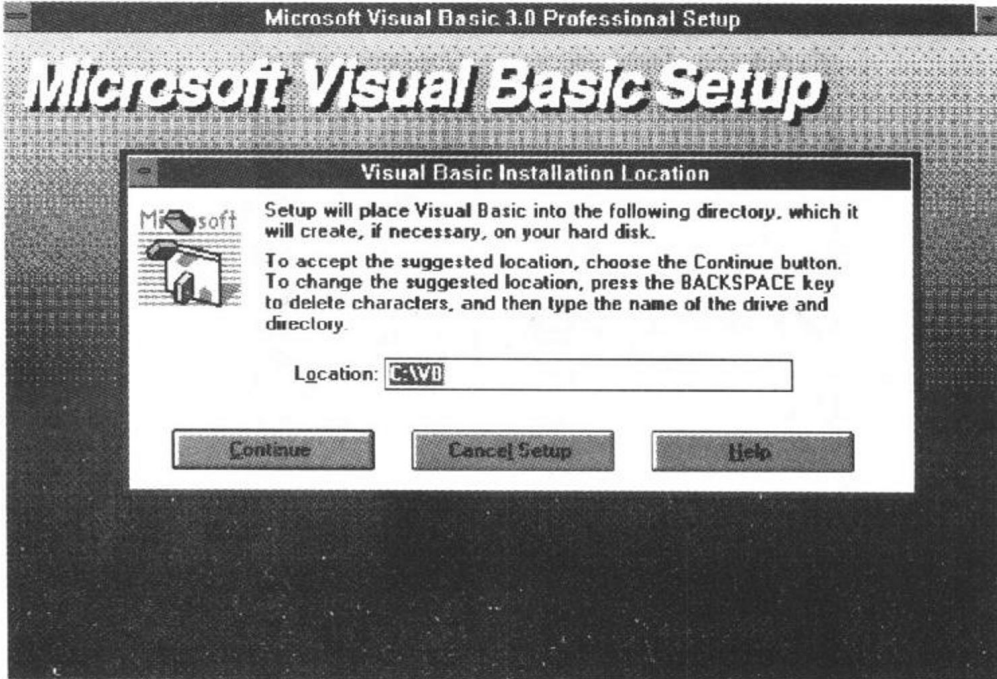 Microsoft Visual Basic 3.0 Professional Setup
Microsoft Visual Basic Setup
Visual Basic Installation Location
Microsoft
Setup will place Visual Basic into the following directory, which it
will create, if necessary, on your hard disk.
To accept the suggested location, choose the Continue button.
To change the suggested location, press the BACKSPACE key
to delete characters, and then type the name of the drive and
directory.
Location: C:\VB
Continue Cancel Setup Help